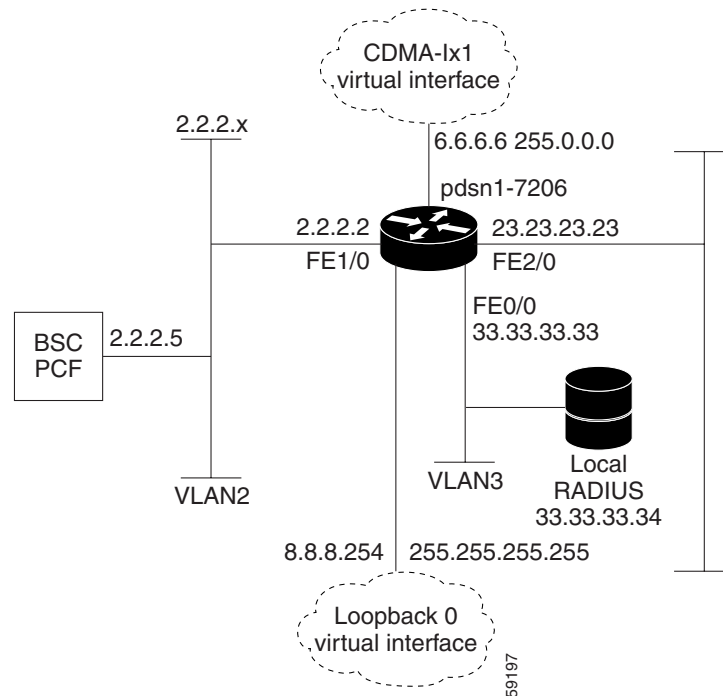 CDMA-Ix1
virtual interface
2.2.2.x
6.6.6.6 255.0.0.0
pdsn1-7206
2.2.2.2
23.23.23.23
FE1/0
FE2/0
FE0/0
33.33.33.33
BSC
PCF
2.2.2.5
VLAN2
VLAN3
Local
RADIUS
33.33.33.34
8.8.8.254
255.255.255.255
Loopback 0
virtual interface
59197